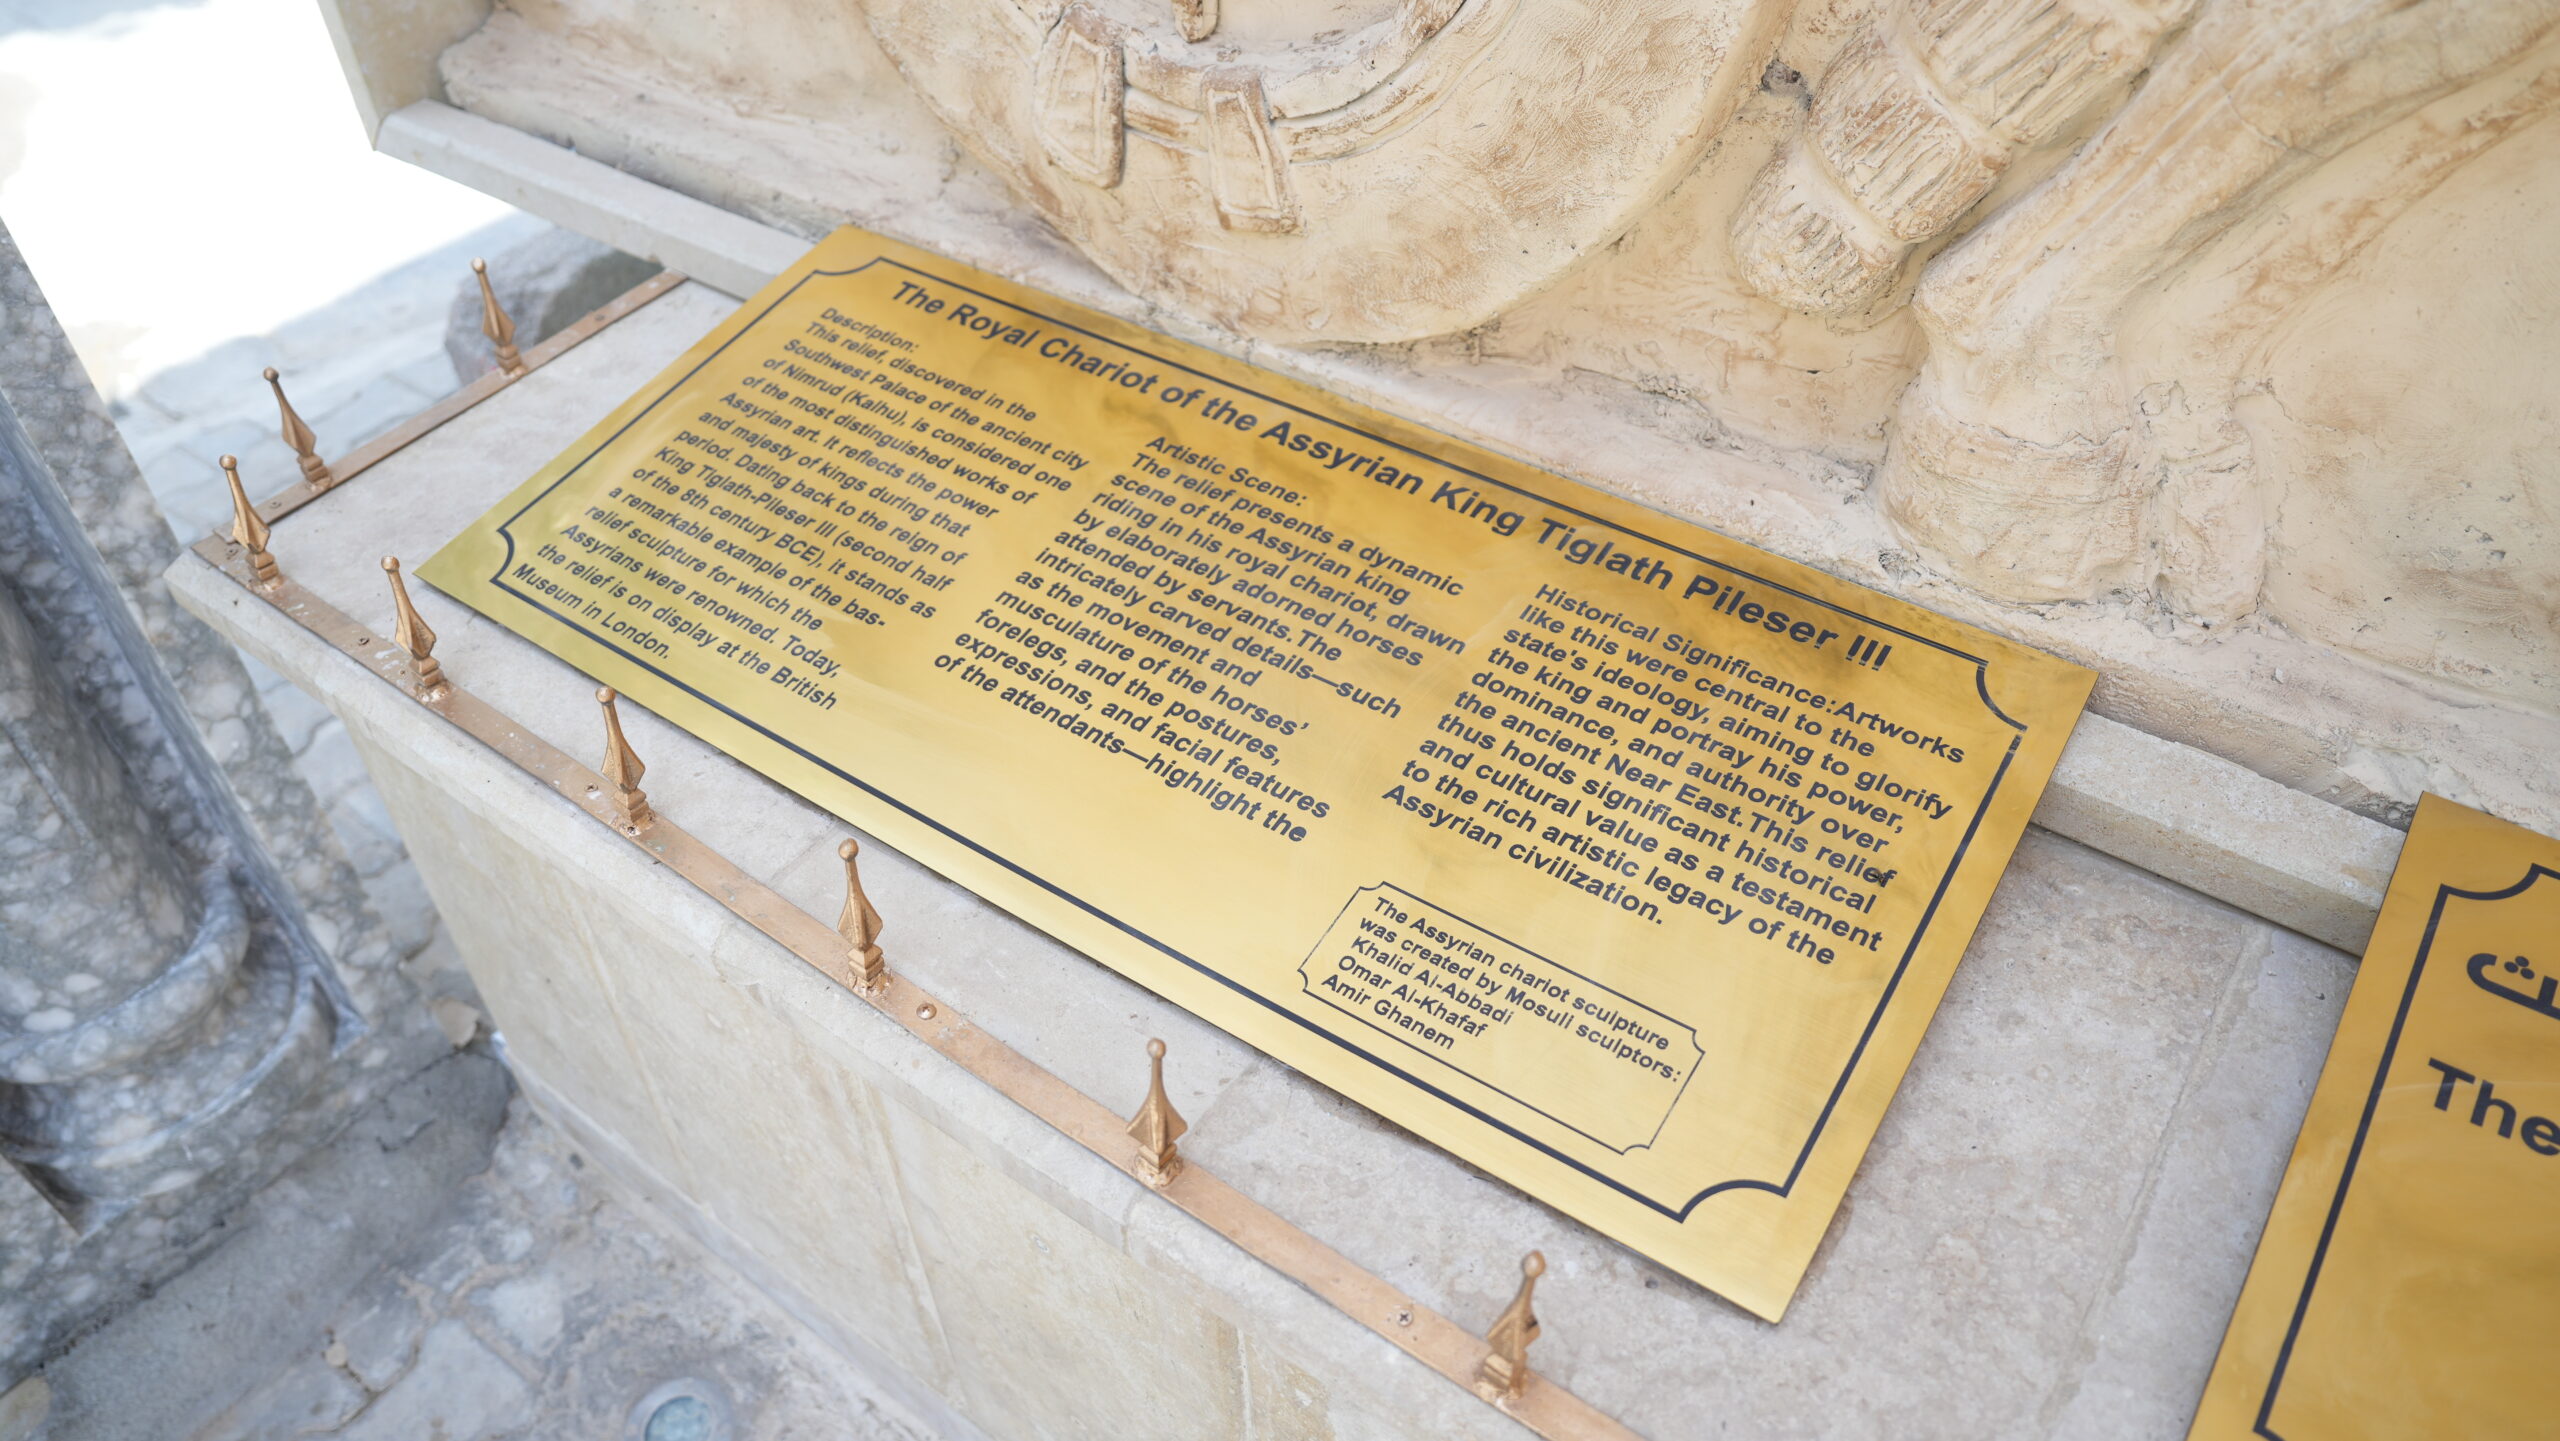 The Royal Chariot of the Assyrian King Tiglath Pileser III
Description:
This relief, discovered in the
Southwest Palace of the ancient city
of Nimrud (Kalhu), is considered one
of the most distinguished works of
Assyrian art. It reflects the power
and majesty of kings during that
period. Dating back to the reign of
King Tiglath-Pileser III (second half
of the 8th century BCE), it stands as
a remarkable example of the bas-
relief sculpture for which the
Assyrians were renowned. Today,
the relief is on display at the British
Museum in London.
Artistic Scene:
The relief presents a dynamic
scene of the Assyrian king
riding in his royal chariot, drawn
by elaborately adorned horses
attended by servants. The
intricately carved details—such
as the movement and
musculature of the horses'
forelegs, and the postures,
expressions, and facial features
of the attendants—highlight the
Historical Significance:Artworks
like this were central to the
state's ideology, aiming to glorify
the king and portray his power,
dominance, and authority over
the ancient Near East.This relief
thus holds significant historical
and cultural value as a testament
to the rich artistic legacy of the
Assyrian civilization.
The Assyrian chariot sculpture
was created by Mosuli sculptors:
Khalid Al-Abbadi
Omar Al-Khafaf
Amir Ghanem
The